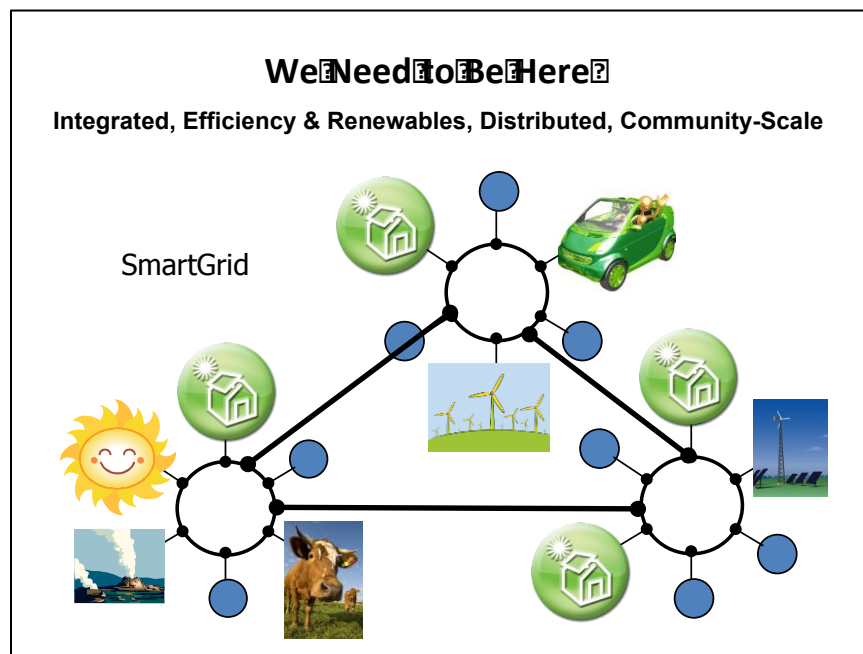 We⍰Need⍰to⍰Be⍰Here⍰
Integrated, Efficiency & Renewables, Distributed, Community-Scale
SmartGrid